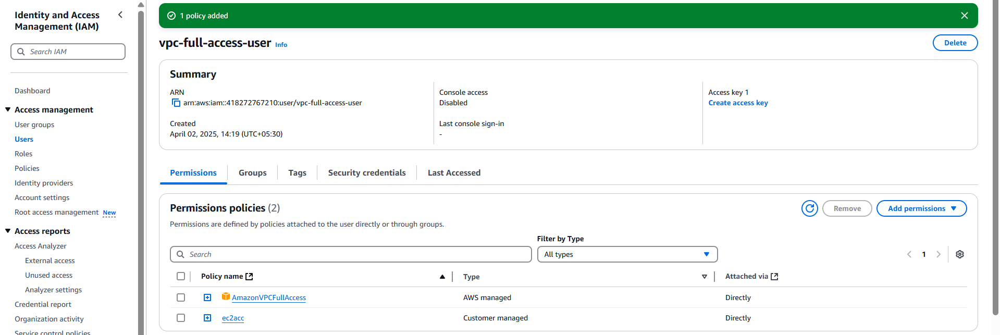 Identity and Access Management (IAM)
Search IAM
Dashboard
Access management
User groups
Users
Roles
Policies
Identity providers
Account settings
Root access management New
Access reports
Access Analyzer
External access
Unused access
Analyzer settings
Credential report
Organization activity
Service control policies
1 policy added
vpc-full-access-user Info
Delete
Summary
ARN
arn:aws:iam::418272767210:user/vpc-full-access-user
Created
April 02, 2025, 14:19 (UTC+05:30)
Console access
Disabled
Last console sign-in
-
Access key 1
Create access key
Permissions Groups Tags Security credentials Last Accessed
Permissions policies (2)
Remove
Add permissions
Permissions are defined by policies attached to the user directly or through groups.
Filter by Type
Search
All types
1
Policy name Type Attached via
AmazonVPCFullAccess AWS managed Directly
ec2acc Customer managed Directly